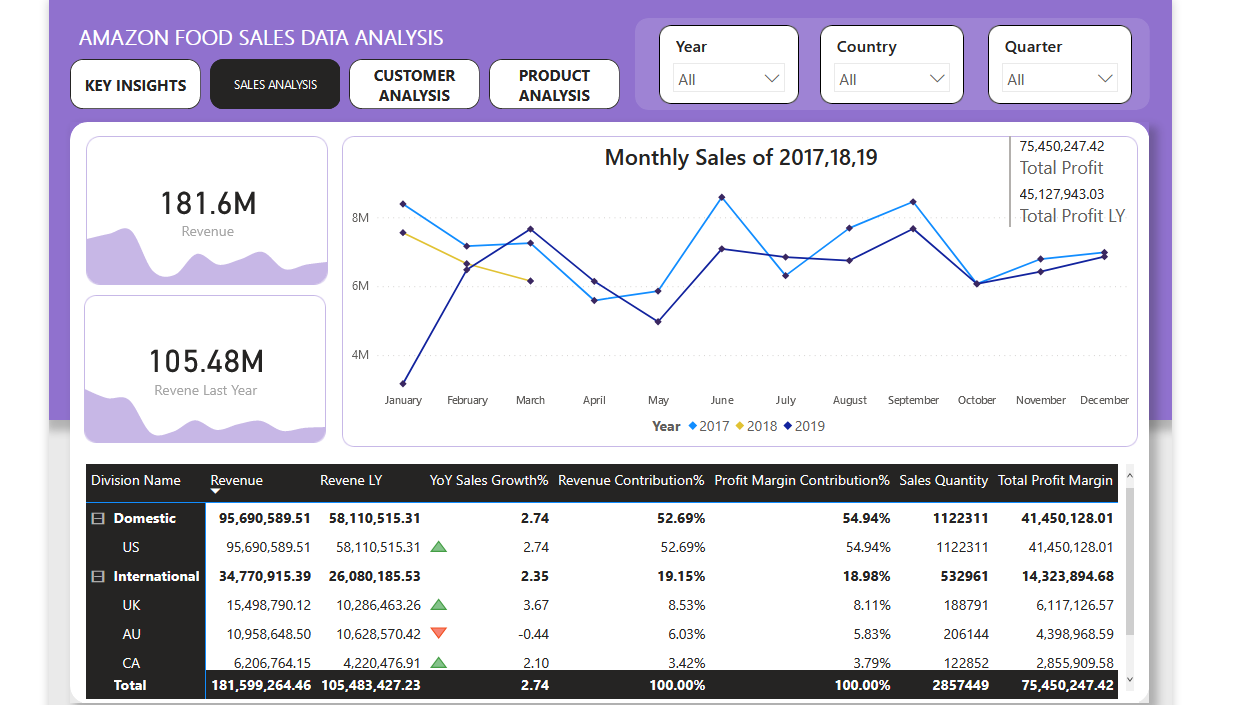 AMAZON FOOD SALES DATA ANALYSIS
KEY INSIGHTS
SALES ANALYSIS
CUSTOMER
ANALYSIS
PRODUCT
ANALYSIS
Year
All
Country
All
Quarter
All
181.6M
Revenue
105.48M
Revene Last Year
Monthly Sales of 2017,18,19
75,450,247.42
Total Profit
45,127,943.03
Total Profit LY
8M
6M
4M
January February March April May June July August September October November December
Year 2017 2018 2019
Division Name Revenue Revene LY YoY Sales Growth% Revenue Contribution% Profit Margin Contribution% Sales Quantity Total Profit Margin
Domestic 95,690,589.51 58,110,515.31 2.74 52.69% 54.94% 1122311 41,450,128.01
US 95,690,589.51 58,110,515.31 2.74 52.69% 54.94% 1122311 41,450,128.01
International 34,770,915.39 26,080,185.53 2.35 19.15% 18.98% 532961 14,323,894.68
UK 15,498,790.12 10,286,463.26 3.67 8.53% 8.11% 188791 6,117,126.57
AU 10,958,648.50 10,628,570.42 -0.44 6.03% 5.83% 206144 4,398,968.59
CA 6,206,764.15 4,220,476.91 2.10 3.42% 3.79% 122852 2,855,909.58
Total 181,599,264.46 105,483,427.23 2.74 100.00% 100.00% 2857449 75,450,247.42